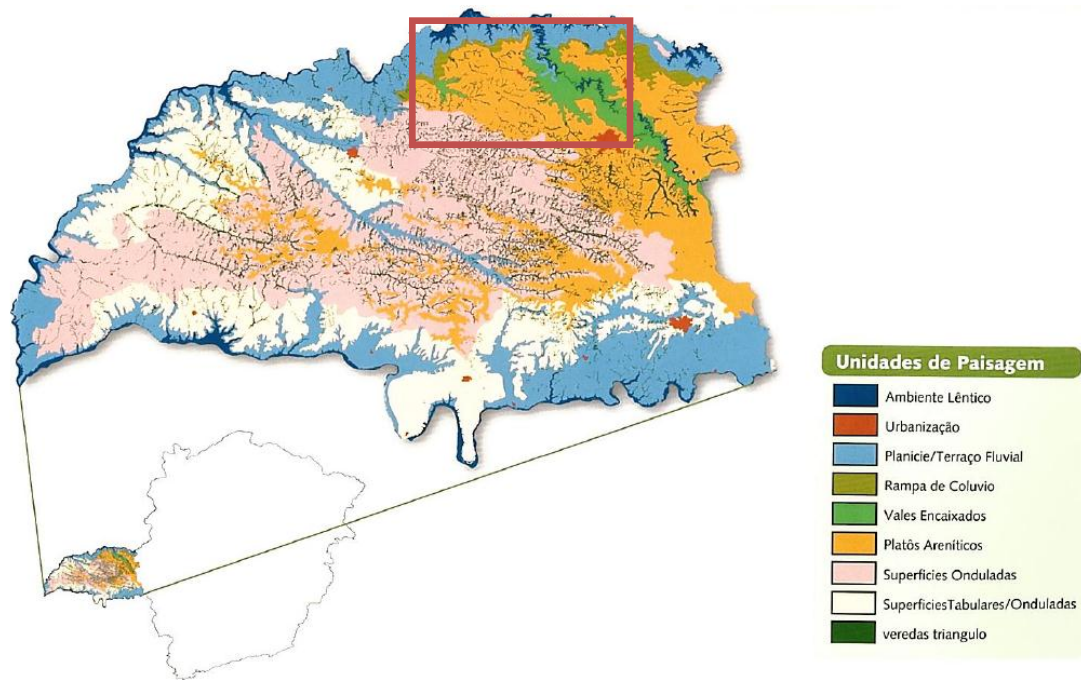 Unidades de Paisagem
Ambiente Lêntico
Urbanização
Planicie/Terraço Fluvial
Rampa de Coluvio
Vales Encaixados
Platôs Areníticos
Superfícies Onduladas
SuperfíciesTabulares/Onduladas
veredas triangulo